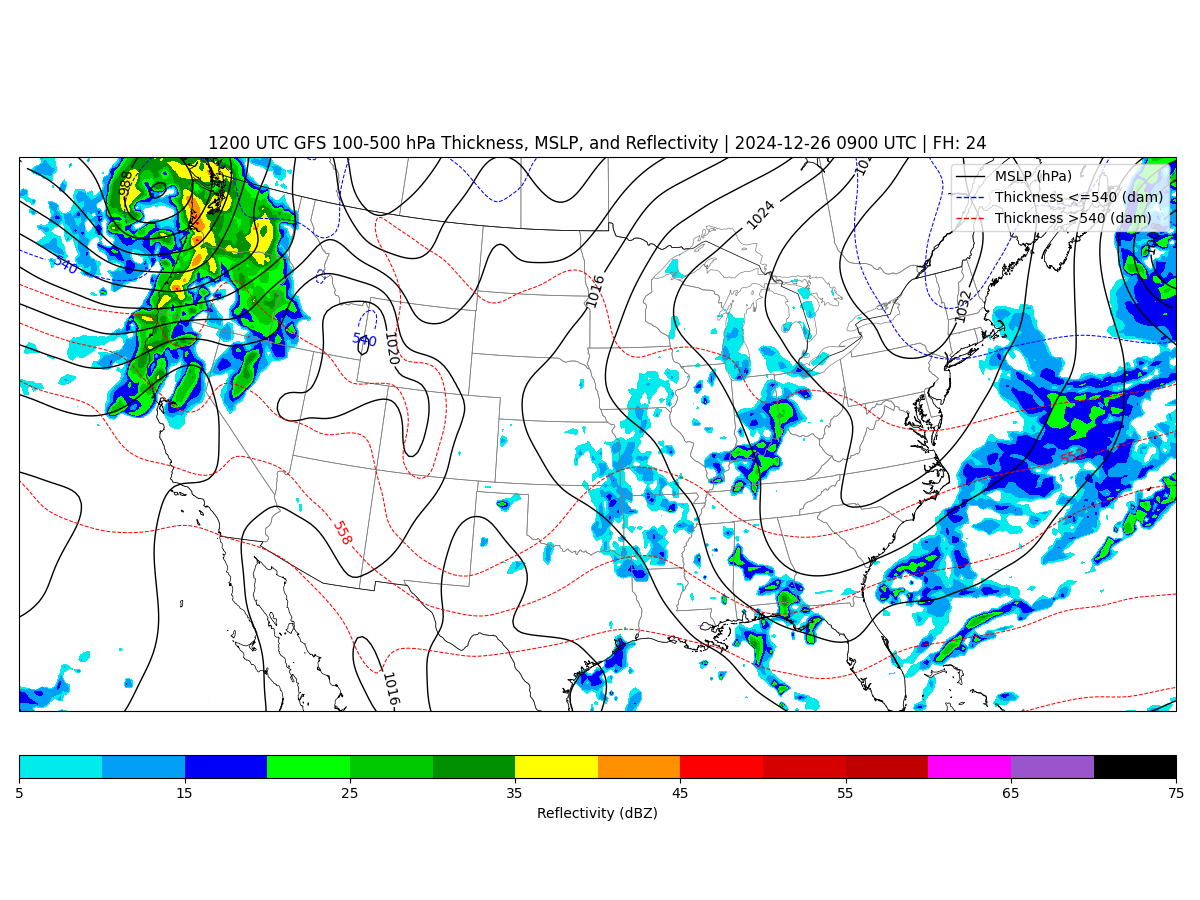 1200 UTC GFS 100-500 hPa Thickness, MSLP, and Reflectivity | 2024-12-26 0900 UTC | FH: 24
MSLP (hPa)
Thickness <=540 (dam)
Thickness >540 (dam)
988
1024
540
1016
1032
540
1020
552
558
1016
5 15 25 35 45 55 65 75
Reflectivity (dBZ)